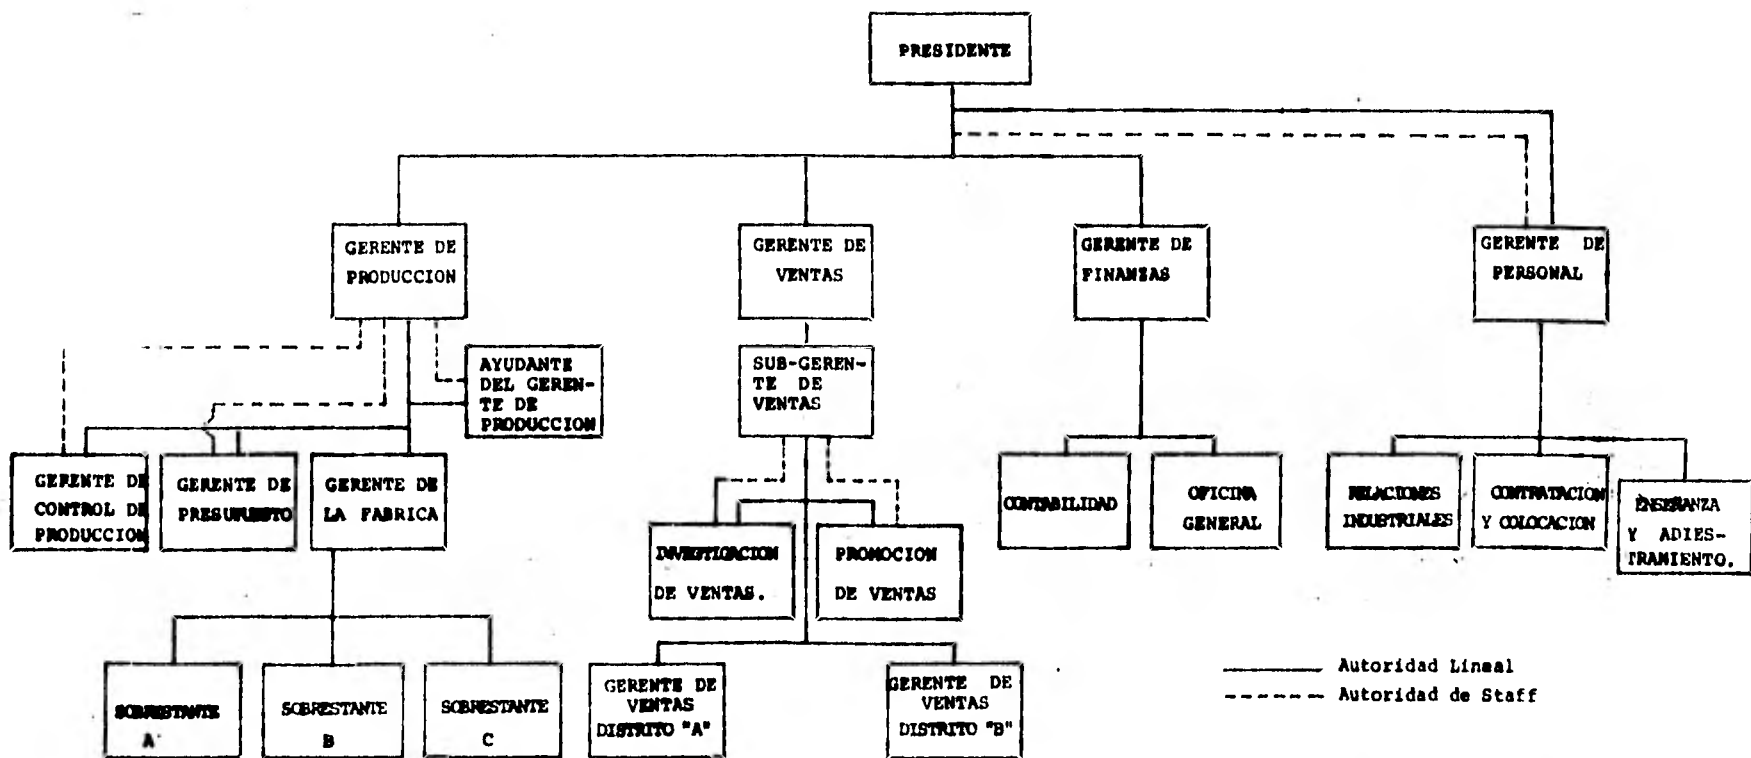 PRESIDENTE
GERENTE DE
PRODUCCION
GERENTE DE
VENTAS
GERENTE DE
FINANZAS
GERENTE DE
PERSONAL
AYUDANTE
DEL GEREN-
TE DE
PRODUCCION
SUB-GEREN-
TE DE
VENTAS
GERENTE DE
CONTROL DE
PRODUCCION
GERENTE DE
PRESUPUESTO
GERENTE DE
LA FABRICA
INVESTIGACION
DE VENTAS.
PROMOCION
DE VENTAS
CONTABILIDAD
OFICINA
GENERAL
RELACIONES
INDUSTRIALES
CONTRATACION
Y COLOCACION
ENSEÑANZA
Y ADIES-
TRAMIENTO.
SOBRESTANTE
A
SOBRESTANTE
B
SOBRESTANTE
C
GERENTE DE
VENTAS
DISTRITO "A"
GERENTE DE
VENTAS
DISTRITO "B"
Autoridad Lineal
Autoridad de Staff